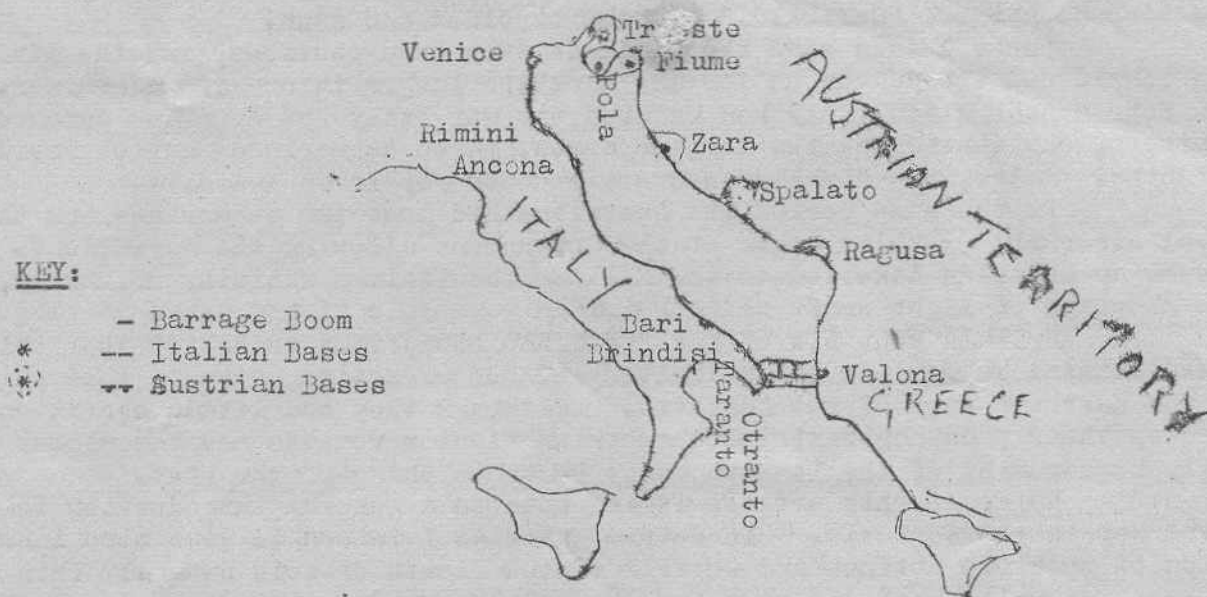 Trieste
Venice
Fiume
Pola
Rimini
Zara
Ancona
Spalato
AUSTRIAN TERRITORY
ITALY
Ragusa
KEY:
— Barrage Boom
* -- Italian Bases
(*) -- Sustrian Bases
Bari
Brindisi
Taranto
Otranto
Valona
GREECE